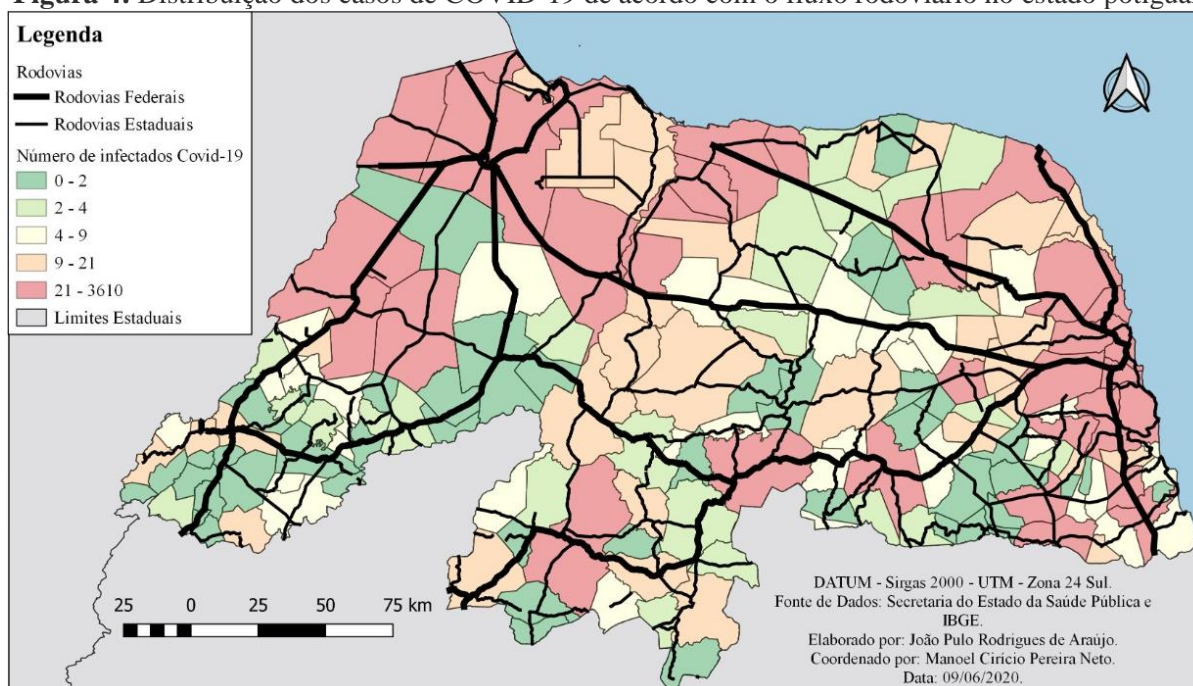 Figura 4. Distribuição dos casos de COVID-19 de acordo com o fluxo rodoviário no estado potiguar
Legenda
Rodovias
Rodovias Federais
Rodovias Estaduais
Número de infectados Covid-19
0 - 2
2 - 4
4 - 9
9 - 21
21 - 3610
Limites Estaduais
25 0 25 50 75 km
DATUM - Sirgas 2000 - UTM - Zona 24 Sul.
Fonte de Dados: Secretaria do Estado da Saúde Pública e
IBGE.
Elaborado por: João Pulo Rodrigues de Araújo.
Coordenado por: Manoel Cirício Pereira Neto.
Data: 09/06/2020.